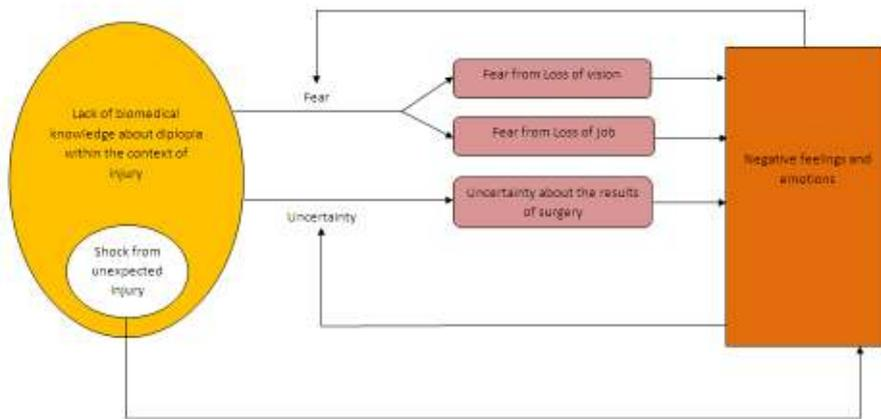 Lack of biomedical
knowledge about diplopia
within the context of
injury
Shock from
unexpected
injury
Fear
Uncertainty
Fear from Loss of vision
Fear from Loss of job
Uncertainty about the results
of surgery
Negative feelings and
emotions